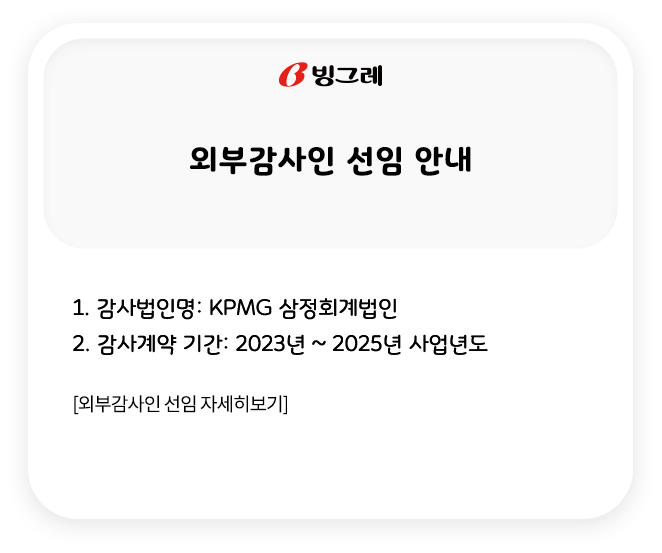 빙그레
외부감사인 선임 안내
1. 감사법인명: KPMG 삼정회계법인
2. 감사계약 기간: 2023년 ~ 2025년 사업년도
[외부감사인 선임 자세히보기]